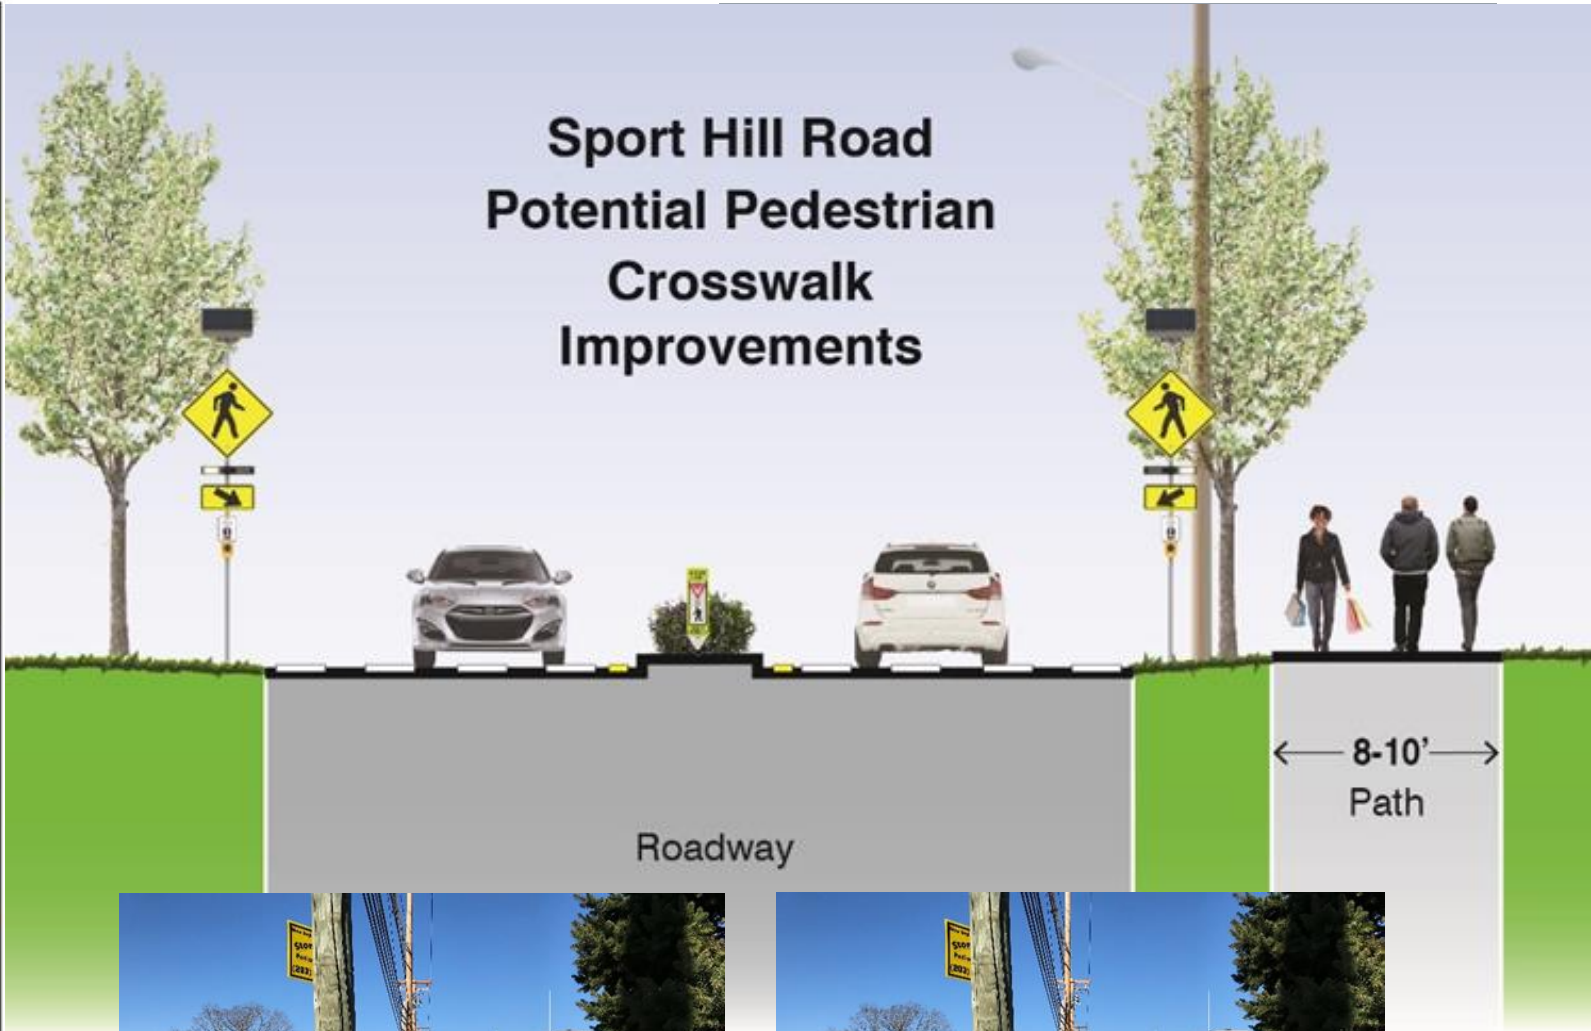 Sport Hill Road
Potential Pedestrian
Crosswalk
Improvements
8-10’
Path
Roadway